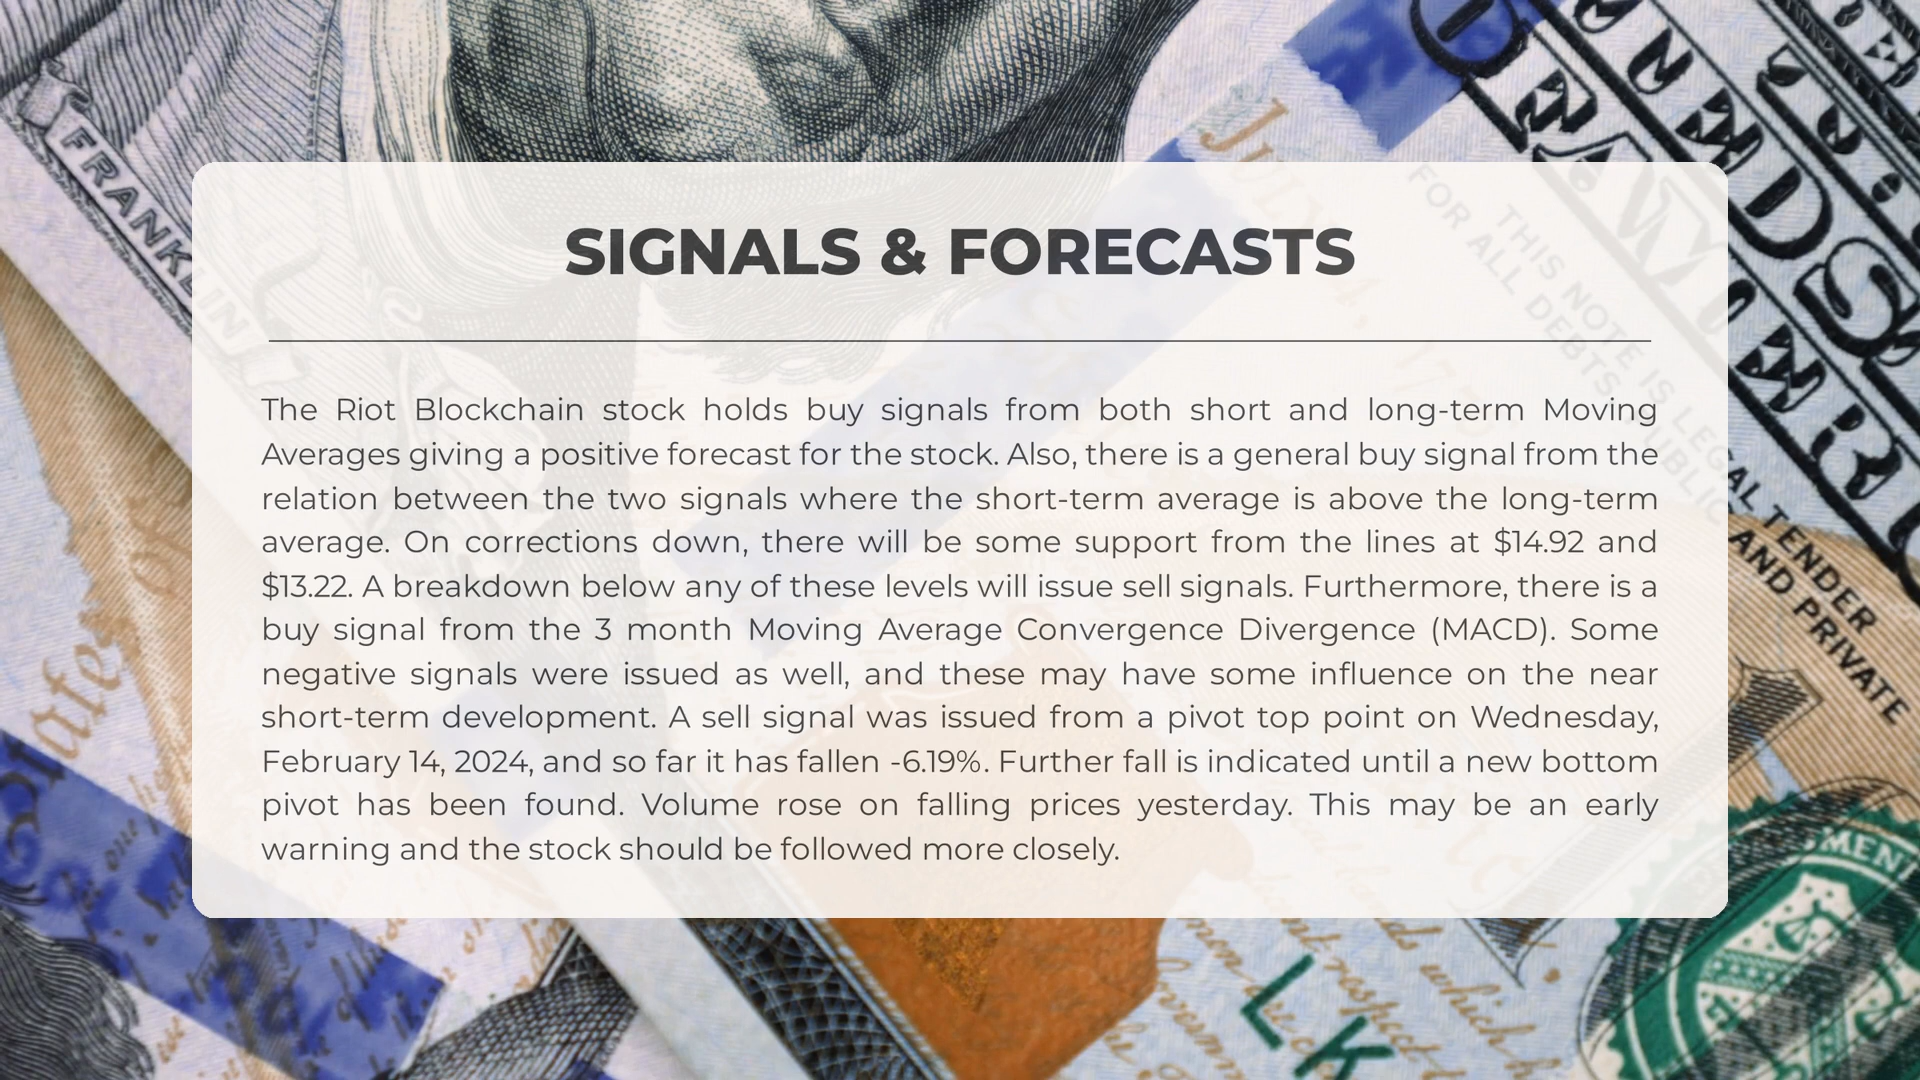 FRANKLIN
SIGNALS & FORECASTS
The Riot Blockchain stock holds buy signals from both short and long-term Moving
Averages giving a positive forecast for the stock. Also, there is a general buy signal from the
relation between the two signals where the short-term average is above the long-term
average. On corrections down, there will be some support from the lines at $14.92 and
$13.22. A breakdown below any of these levels will issue sell signals. Furthermore, there is a
buy signal from the 3 month Moving Average Convergence Divergence (MACD). Some
negative signals were issued as well, and these may have some influence on the near
short-term development. A sell signal was issued from a pivot top point on Wednesday,
February 14, 2024, and so far it has fallen -6.19%. Further fall is indicated until a new bottom
pivot has been found. Volume rose on falling prices yesterday. This may be an early
warning and the stock should be followed more closely.
THIS NOTE IS LEGAL TENDER
FOR ALL DEBTS, PUBLIC AND PRIVATE
JULY 4, 
L K